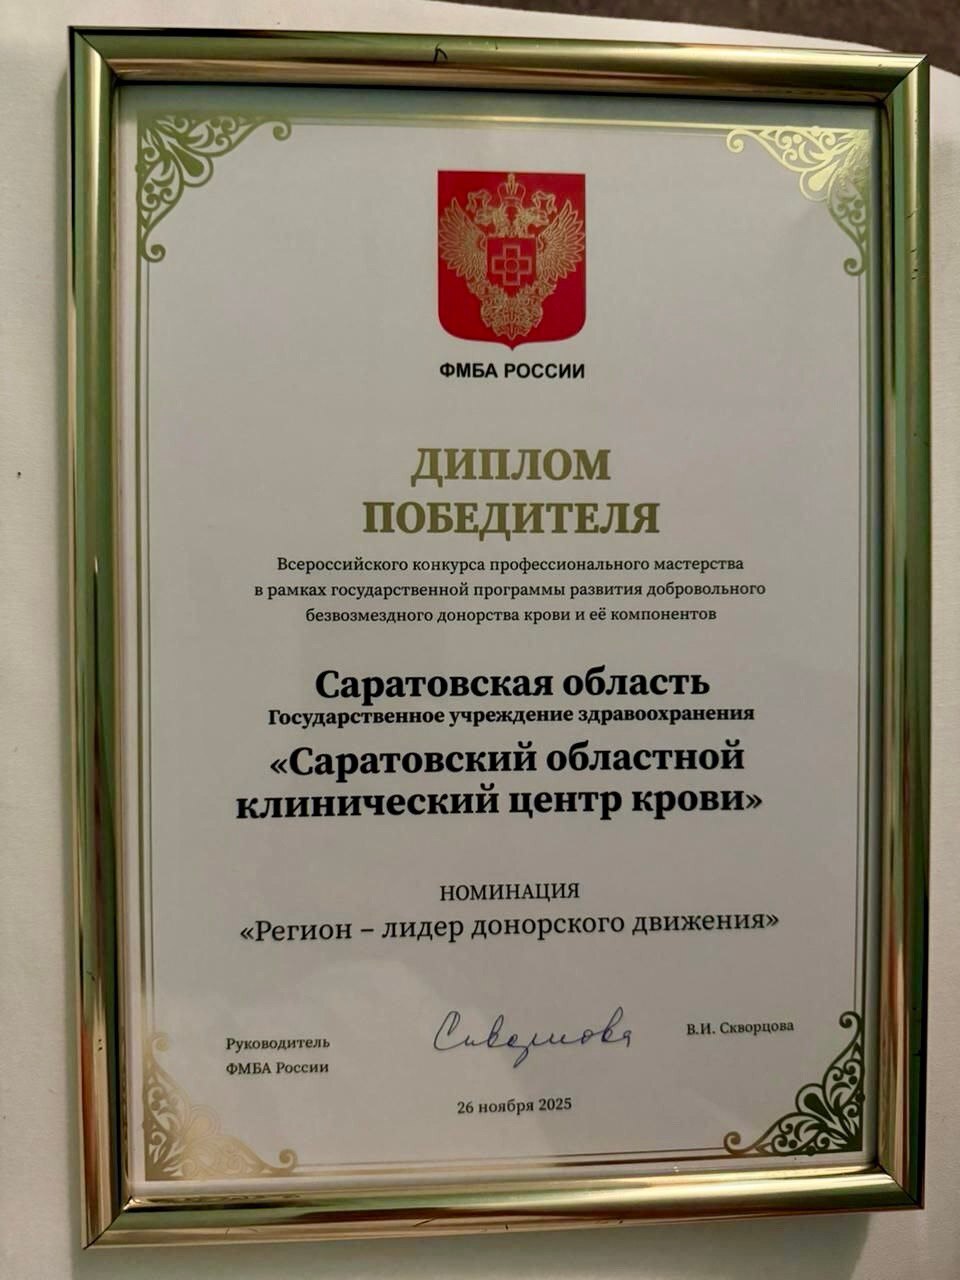 ФМБА РОССИИ
ДИПЛОМ
ПОБЕДИТЕЛЯ
Всероссийского конкурса профессионального мастерства
в рамках государственной программы развития добровольного
безвозмездного донорства крови и её компонентов
Саратовская область
Государственное учреждение здравоохранения
«Саратовский областной
клинический центр крови»
НОМИНАЦИЯ
«Регион – лидер донорского движения»
Руководитель
ФМБА России
Скворцова
В.И. Скворцова
26 ноября 2025